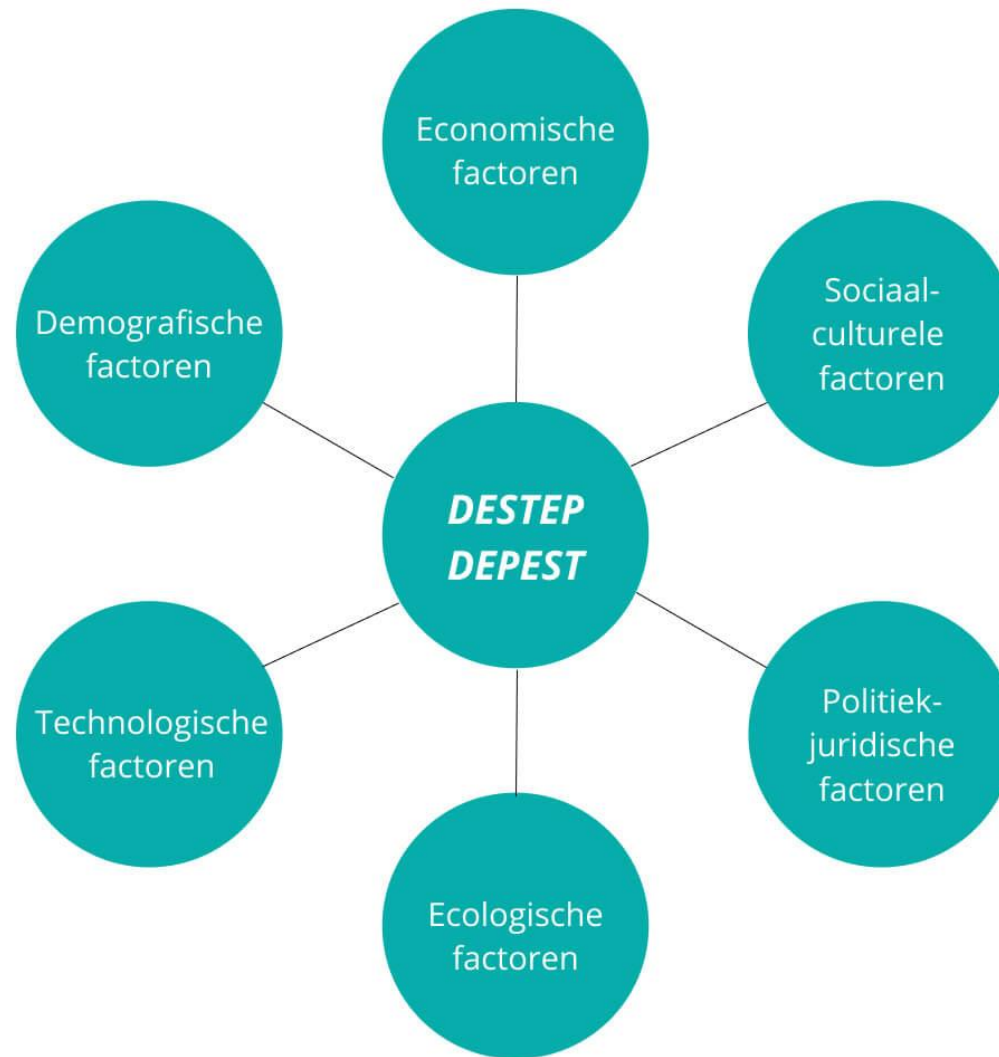 Economische
factoren
Demografische
factoren
Sociaal-
culturele
factoren
DESTEP
DEPEST
Technologische
factoren
Politiek-
juridische
factoren
Ecologische
factoren